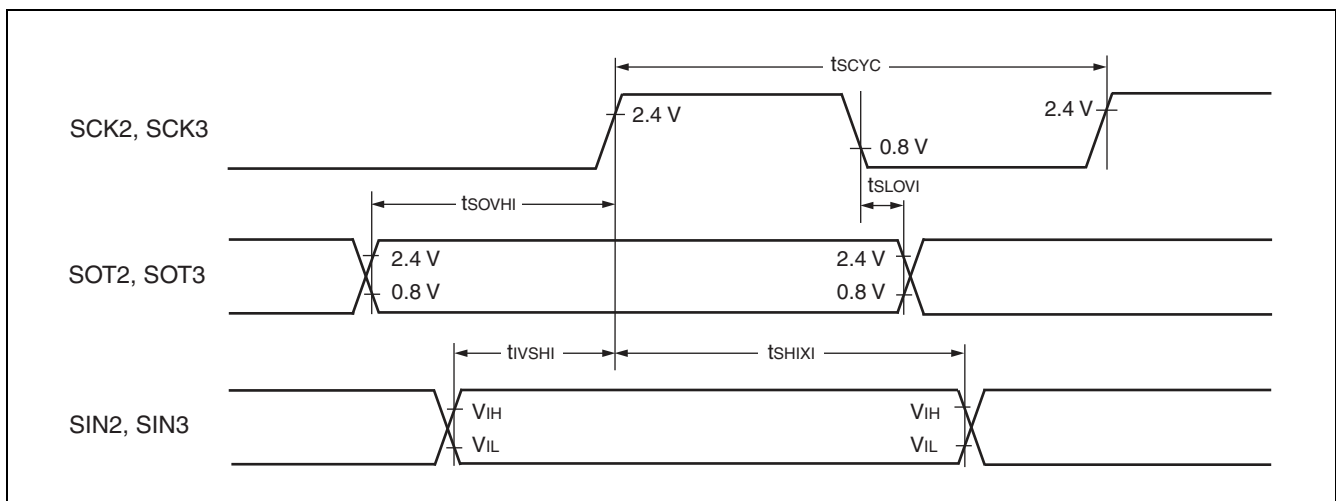 tSCYC
SCK2, SCK3
2.4 V
2.4 V
0.8 V
tSLOVI
tSOVHI
SOT2, SOT3
2.4 V
2.4 V
0.8 V
0.8 V
tIVSHI
tSHIXI
SIN2, SIN3
VIH
VIH
VIL
VIL